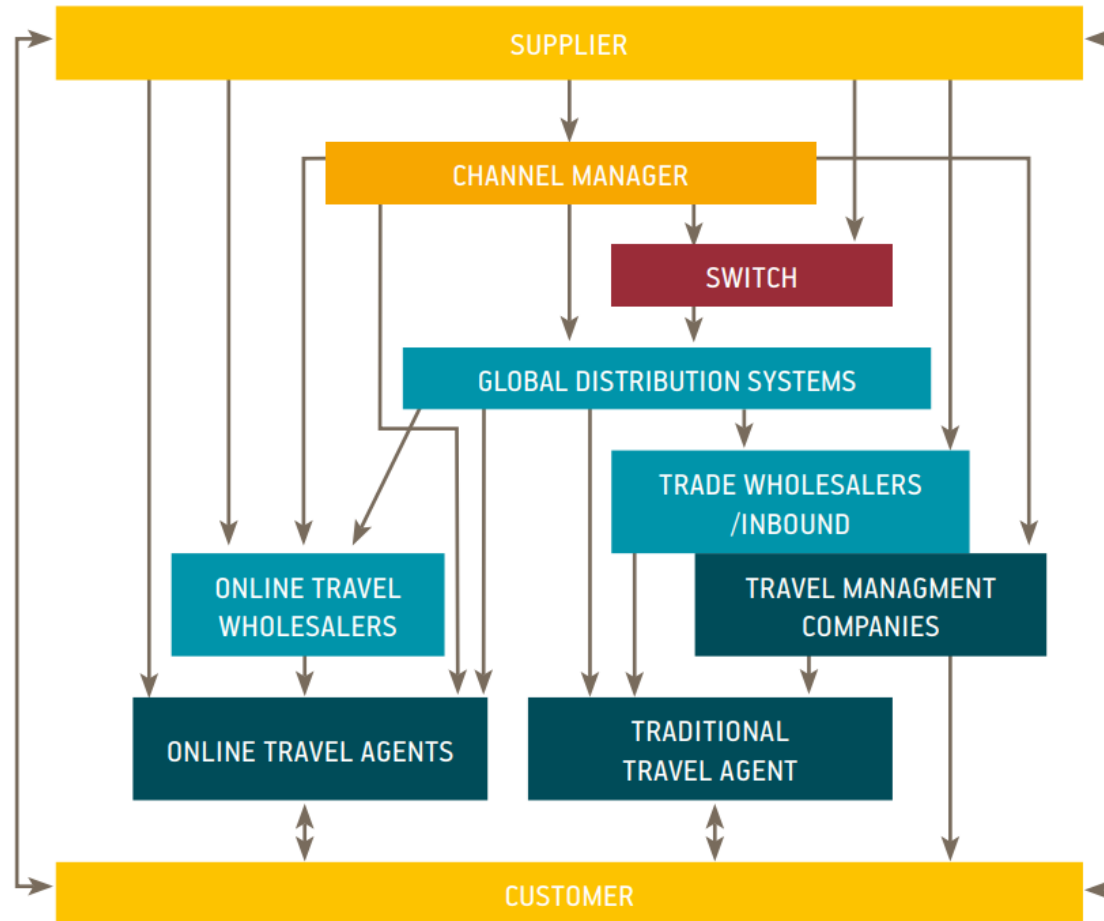 SUPPLIER
CHANNEL MANAGER
SWITCH
GLOBAL DISTRIBUTION SYSTEMS
TRADE WHOLESALERS
/INBOUND
ONLINE TRAVEL
WHOLESALERS
TRAVEL MANAGMENT
COMPANIES
ONLINE TRAVEL AGENTS
TRADITIONAL
TRAVEL AGENT
CUSTOMER